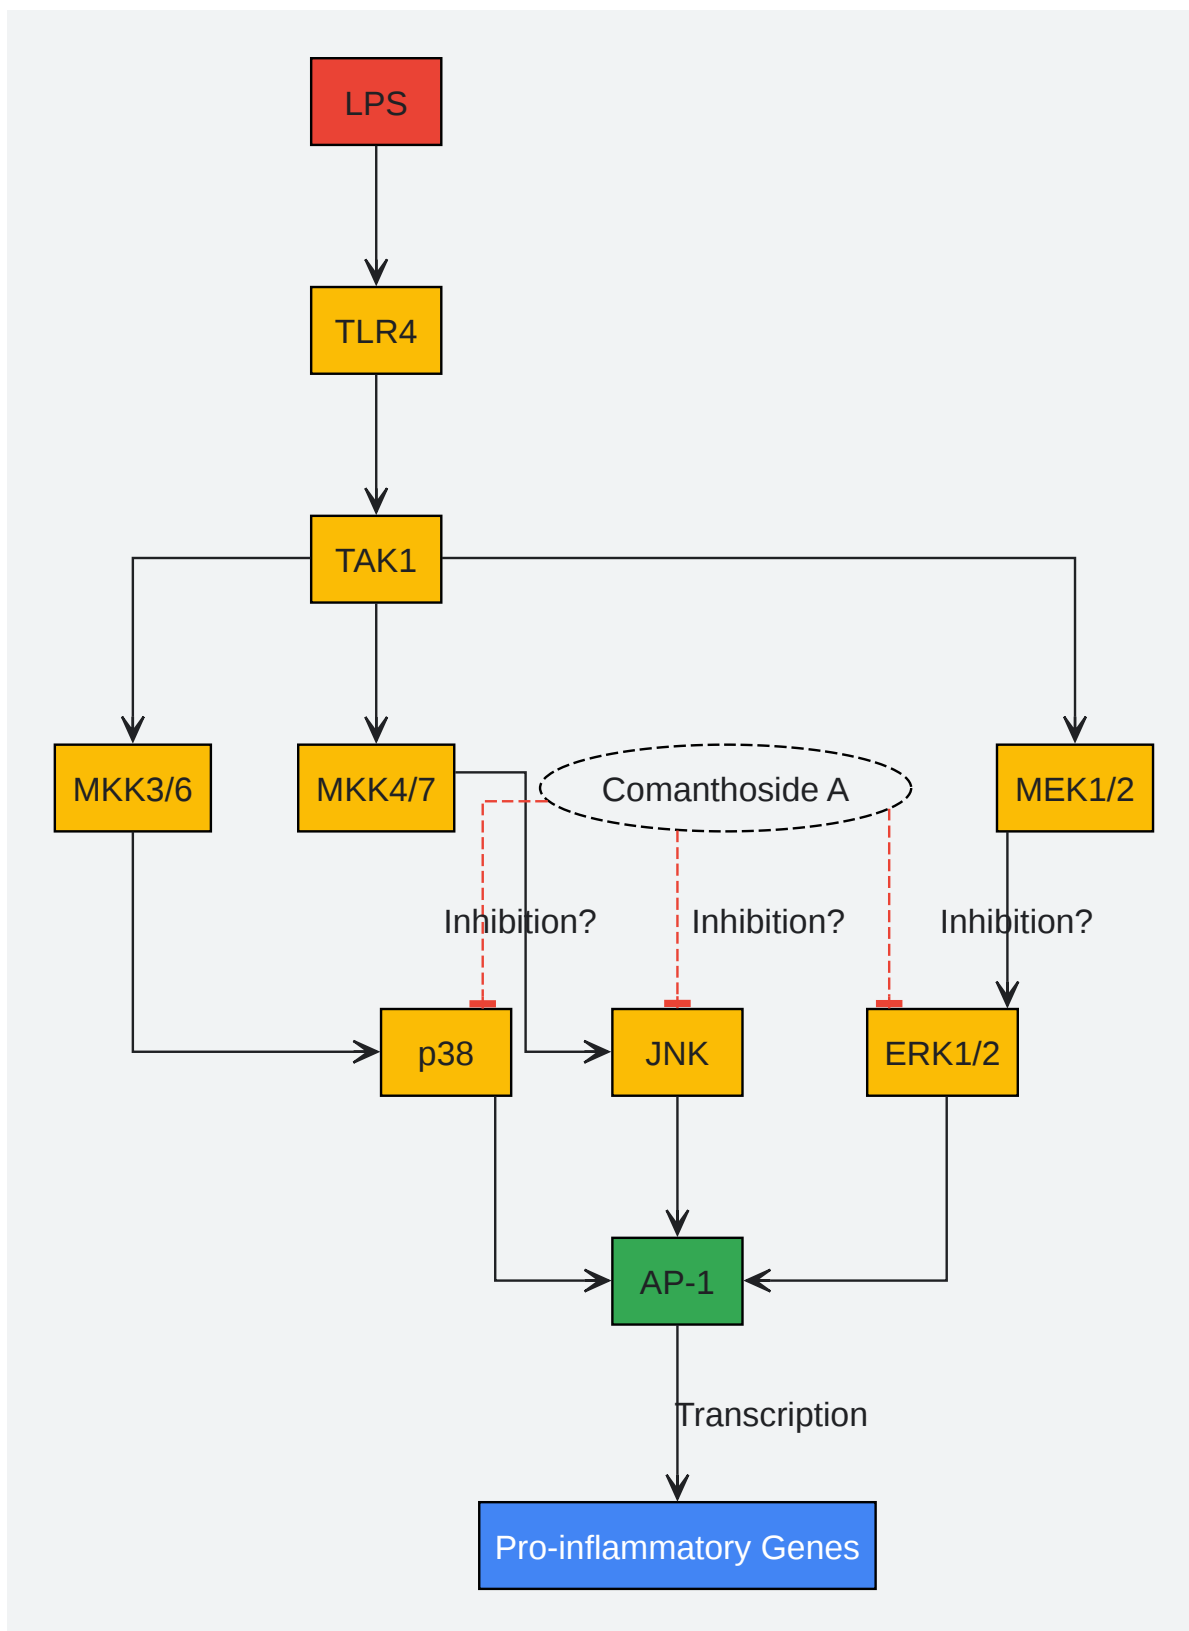 LPS
TLR4
TAK1
MKK3/6
MKK4/7
Comanthoside A
MEK1/2
Inhibition?
Inhibition?
Inhibition?
p38
JNK
ERK1/2
AP-1
Transcription
Pro-inflammatory Genes